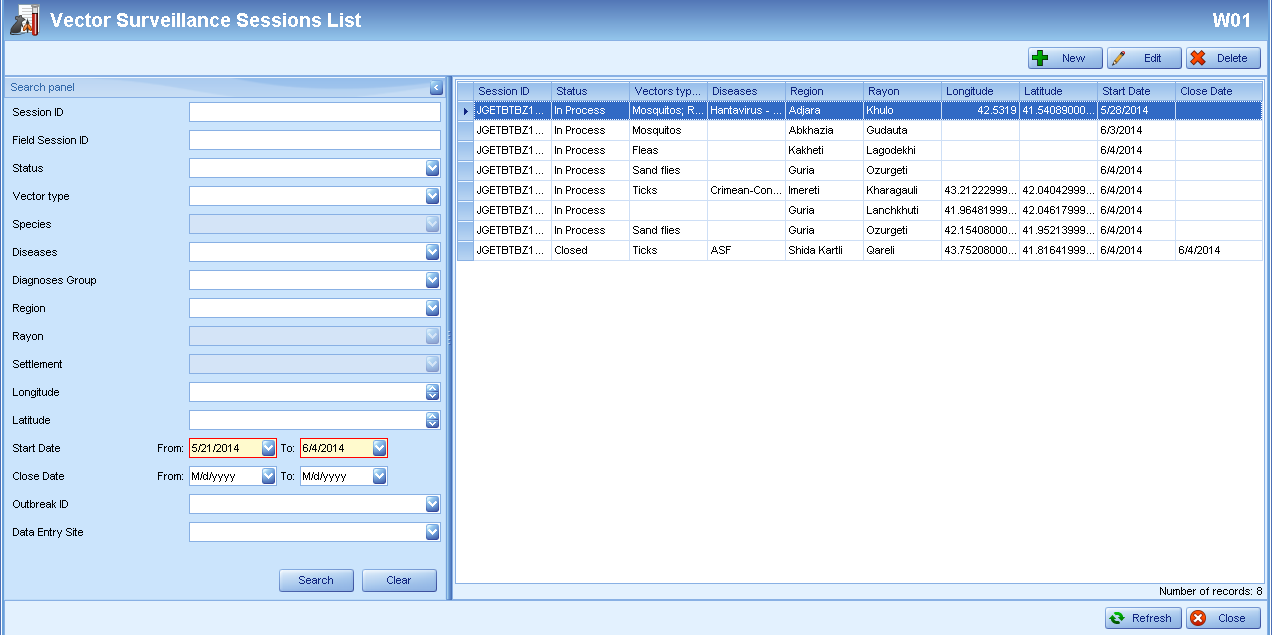 Vector Surveillance Sessions List W01
New Edit Delete
Search panel
Session ID
Field Session ID
Status
Vector type
Species
Diseases
Diagnoses Group
Region
Rayon
Settlement
Longitude
Latitude
Start Date From: 5/21/2014 To: 6/4/2014
Close Date From: M/d/yyyy To: M/d/yyyy
Outbreak ID
Data Entry Site
Search Clear
Session ID Status Vectors typ... Diseases Region Rayon Longitude Latitude Start Date Close Date
JGETBTBZ1... In Process Mosquitos; R... Hantavirus - ... Adjara Khulo 42.5319 41.54089000... 5/28/2014
JGETBTBZ1... In Process Mosquitos Abkhazia Gudauta 6/3/2014
JGETBTBZ1... In Process Fleas Kakheti Lagodekhi 6/4/2014
JGETBTBZ1... In Process Sand flies Guria Ozurgeti 6/4/2014
JGETBTBZ1... In Process Ticks Crimean-Con... Imereti Kharagauli 43.21222999... 42.04042999... 6/4/2014
JGETBTBZ1... In Process Guria Lanchkhuti 41.96481999... 42.04617999... 6/4/2014
JGETBTBZ1... In Process Sand flies Guria Ozurgeti 42.15408000... 41.95213999... 6/4/2014
JGETBTBZ1... Closed Ticks ASF Shida Kartli Qareli 43.75208000... 41.81641999... 6/4/2014 6/4/2014
Number of records: 8
Refresh Close